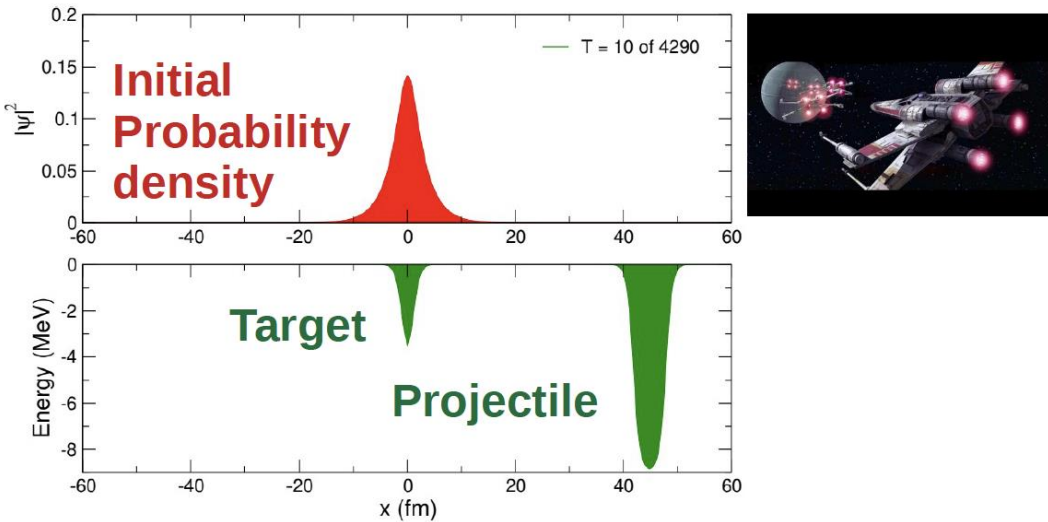 0.2
T = 10 of 4290
0.15
Initial
|ψ|²
0.1
Probability
0.05
density
0
-60 -40 -20 0 20 40 60
0
-2
Target
Energy (MeV)
-4
Projectile
-6
-8
-60 -40 -20 0 20 40 60
x (fm)